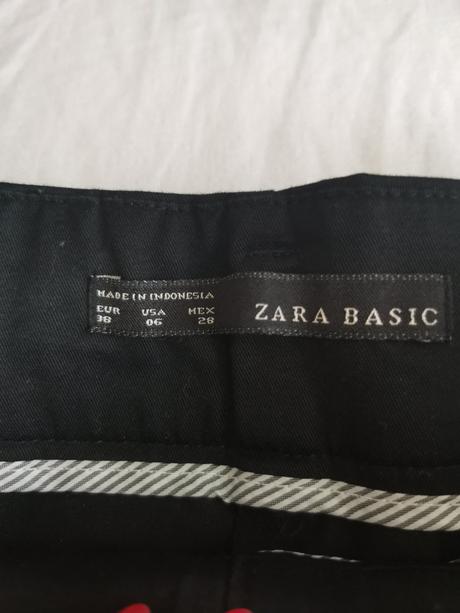 MADE IN INDONESIA
EUR USA MEX
38 06 28
ZARA BASIC